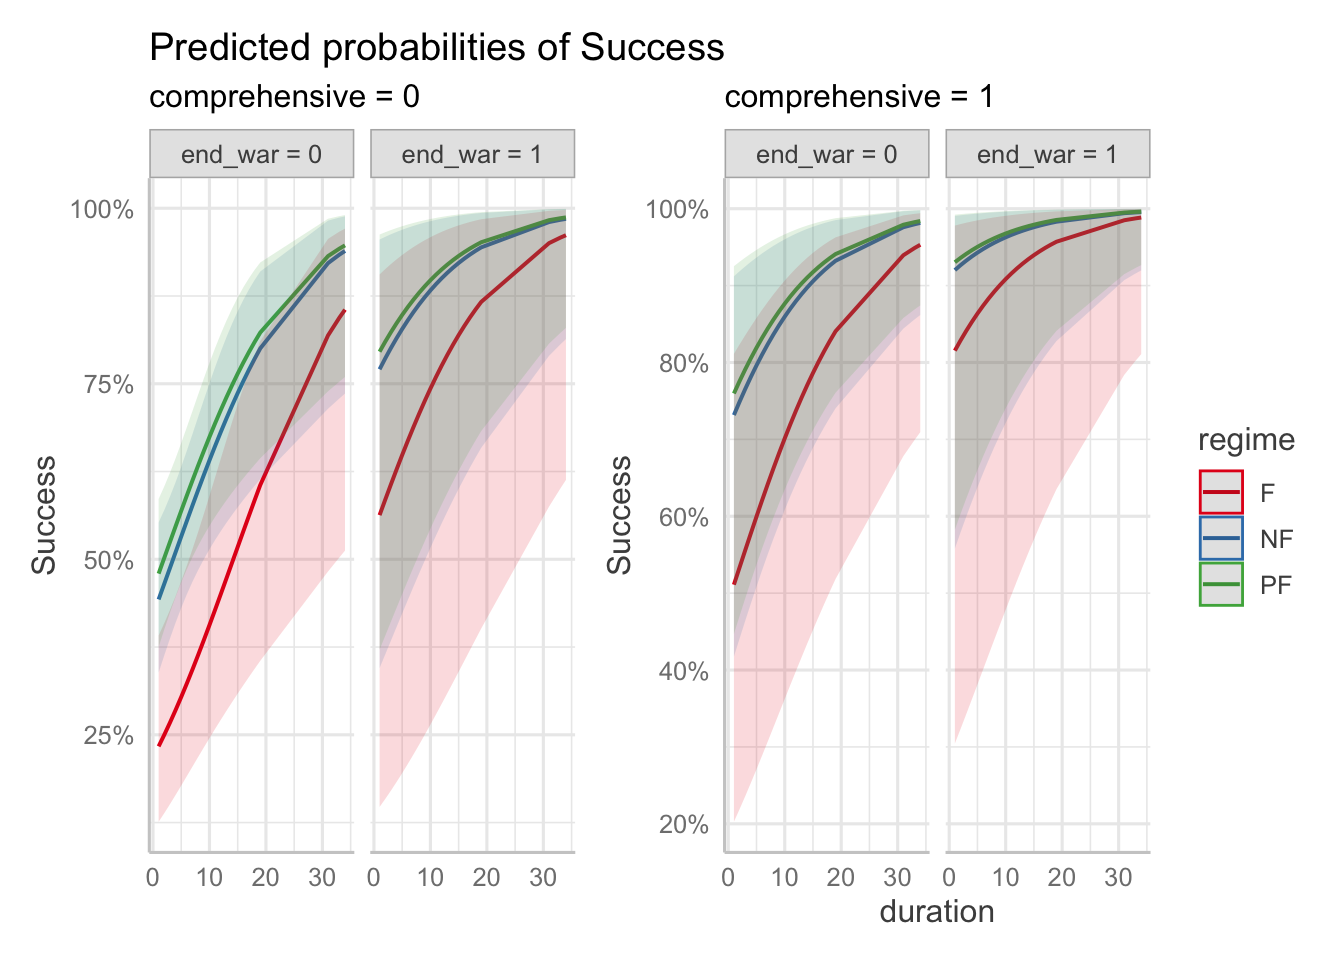 Predicted probabilities of Success
comprehensive = 0
comprehensive = 1
end_war = 0
end_war = 1
end_war = 0
end_war = 1
100%
75%
50%
25%
Success
0 10 20 30
0 10 20 30
100%
80%
60%
40%
20%
Success
0 10 20 30
0 10 20 30
duration
regime
F
NF
PF